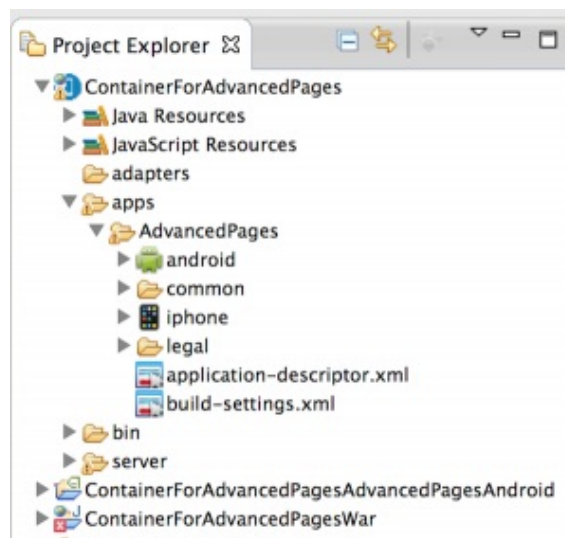 Project Explorer
ContainerForAdvancedPages
Java Resources
JavaScript Resources
adapters
apps
AdvancedPages
android
common
iphone
legal
application-descriptor.xml
build-settings.xml
bin
server
ContainerForAdvancedPagesAdvancedPagesAndroid
ContainerForAdvancedPagesWar